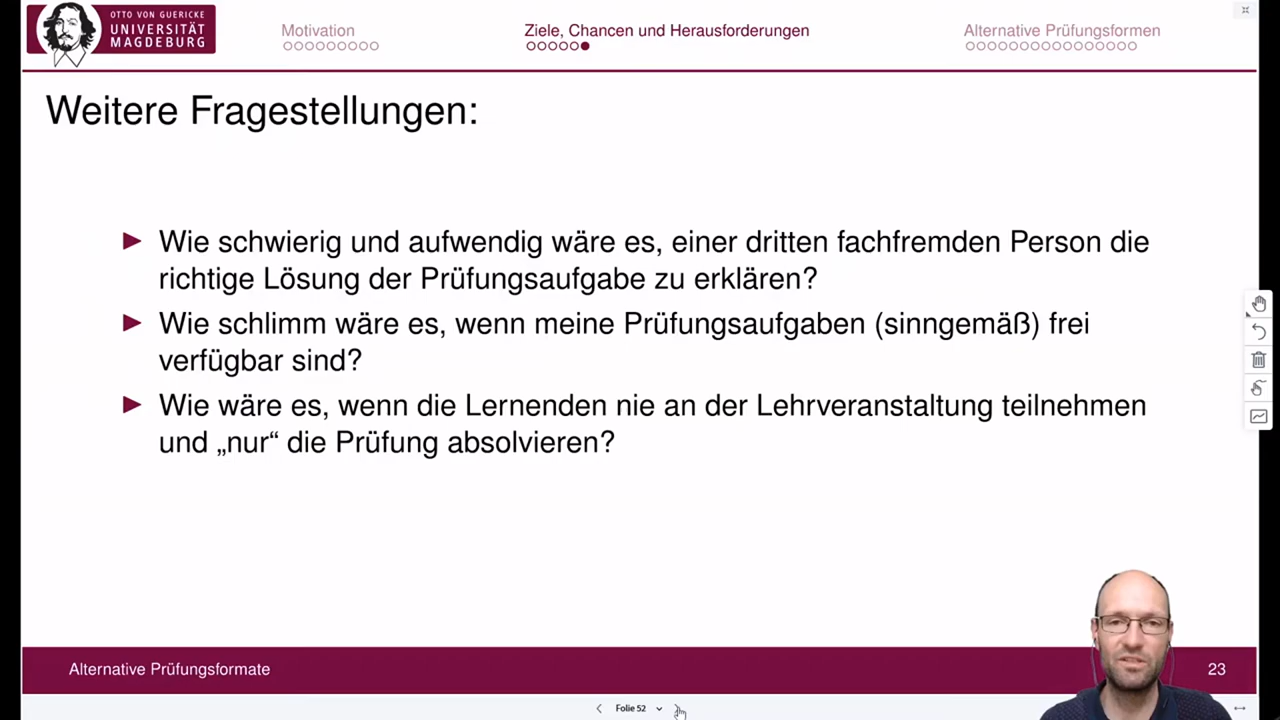 OTTO VON GUERICKE
UNIVERSITÄT
MAGDEBURG
Motivation
Ziele, Chancen und Herausforderungen
Alternative Prüfungsformen
Weitere Fragestellungen:
Wie schwierig und aufwendig wäre es, einer dritten fachfremden Person die
richtige Lösung der Prüfungsaufgabe zu erklären?
Wie schlimm wäre es, wenn meine Prüfungsaufgaben (sinngemäß) frei
verfügbar sind?
Wie wäre es, wenn die Lernenden nie an der Lehrveranstaltung teilnehmen
und „nur“ die Prüfung absolvieren?
Alternative Prüfungsformate
23
Folie 52